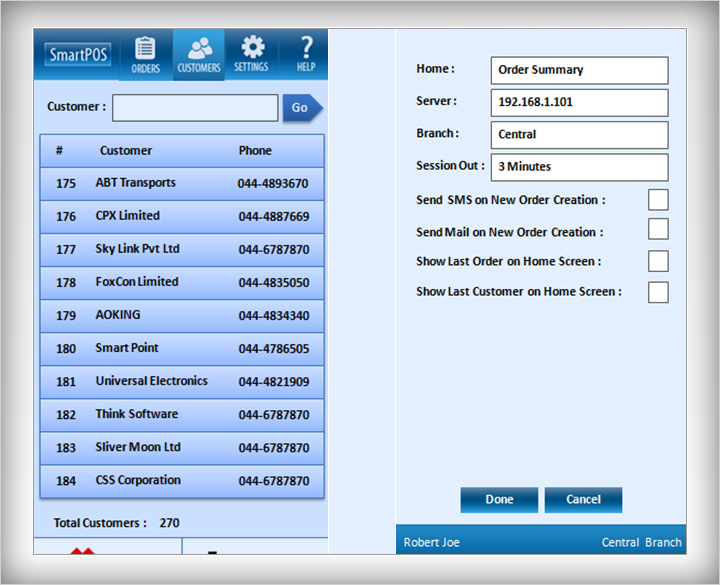 SmartPOS
ORDERS
CUSTOMERS
SETTINGS
HELP
Customer :
Go
# Customer Phone
175 ABT Transports 044-4893670
176 CPX Limited 044-4887669
177 Sky Link Pvt Ltd 044-6787870
178 FoxCon Limited 044-4835050
179 AOKING 044-4834340
180 Smart Point 044-4786505
181 Universal Electronics 044-4821909
182 Think Software 044-6787870
183 Sliver Moon Ltd 044-6787870
184 CSS Corporation 044-6787870
Total Customers : 270
Home : Order Summary
Server : 192.168.1.101
Branch : Central
Session Out : 3 Minutes
Send SMS on New Order Creation :
Send Mail on New Order Creation :
Show Last Order on Home Screen :
Show Last Customer on Home Screen :
Done Cancel
Robert Joe Central Branch